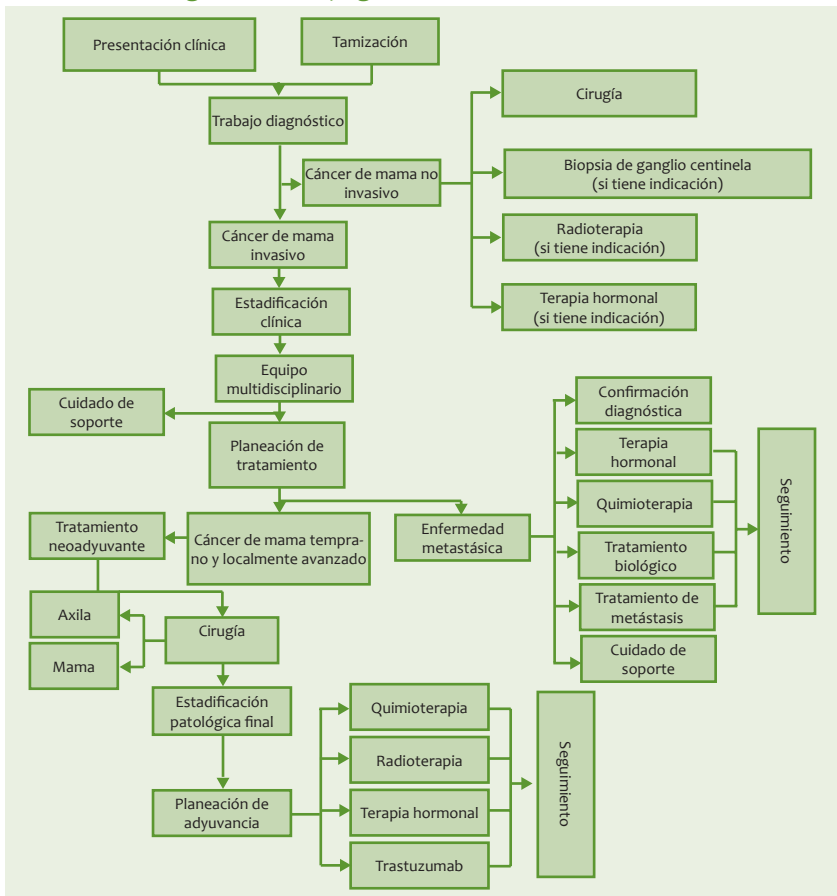 Presentación clínica
Tamización
Trabajo diagnóstico
Cirugía
Cáncer de mama no
invasivo
Biopsia de ganglio centinela
(si tiene indicación)
Cáncer de mama
invasivo
Radioterapia
(si tiene indicación)
Estadificación
clínica
Terapia hormonal
(si tiene indicación)
Equipo
multidisciplinario
Cuidado de
soporte
Planeación de
tratamiento
Confirmación
diagnóstica
Terapia
hormonal
Quimioterapia
Tratamiento
biológico
Tratamiento de
metástasis
Cuidado de
soporte
Seguimiento
Enfermedad
metastásica
Tratamiento
neoadyuvante
Cáncer de mama tempra-
no y localmente avanzado
Axila
Mama
Cirugía
Estadificación
patológica final
Planeación de
adyuvancia
Quimioterapia
Radioterapia
Terapia hormonal
Trastuzumab
Seguimiento